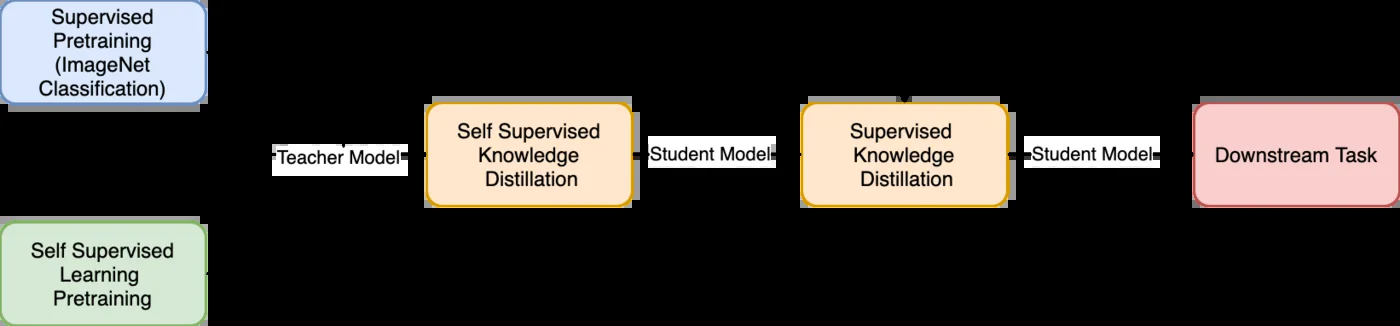 Supervised
Pretraining
(ImageNet
Classification)
Self Supervised
Learning
Pretraining
Teacher Model
Self Supervised
Knowledge
Distillation
Student Model
Supervised
Knowledge
Distillation
Student Model
Downstream Task